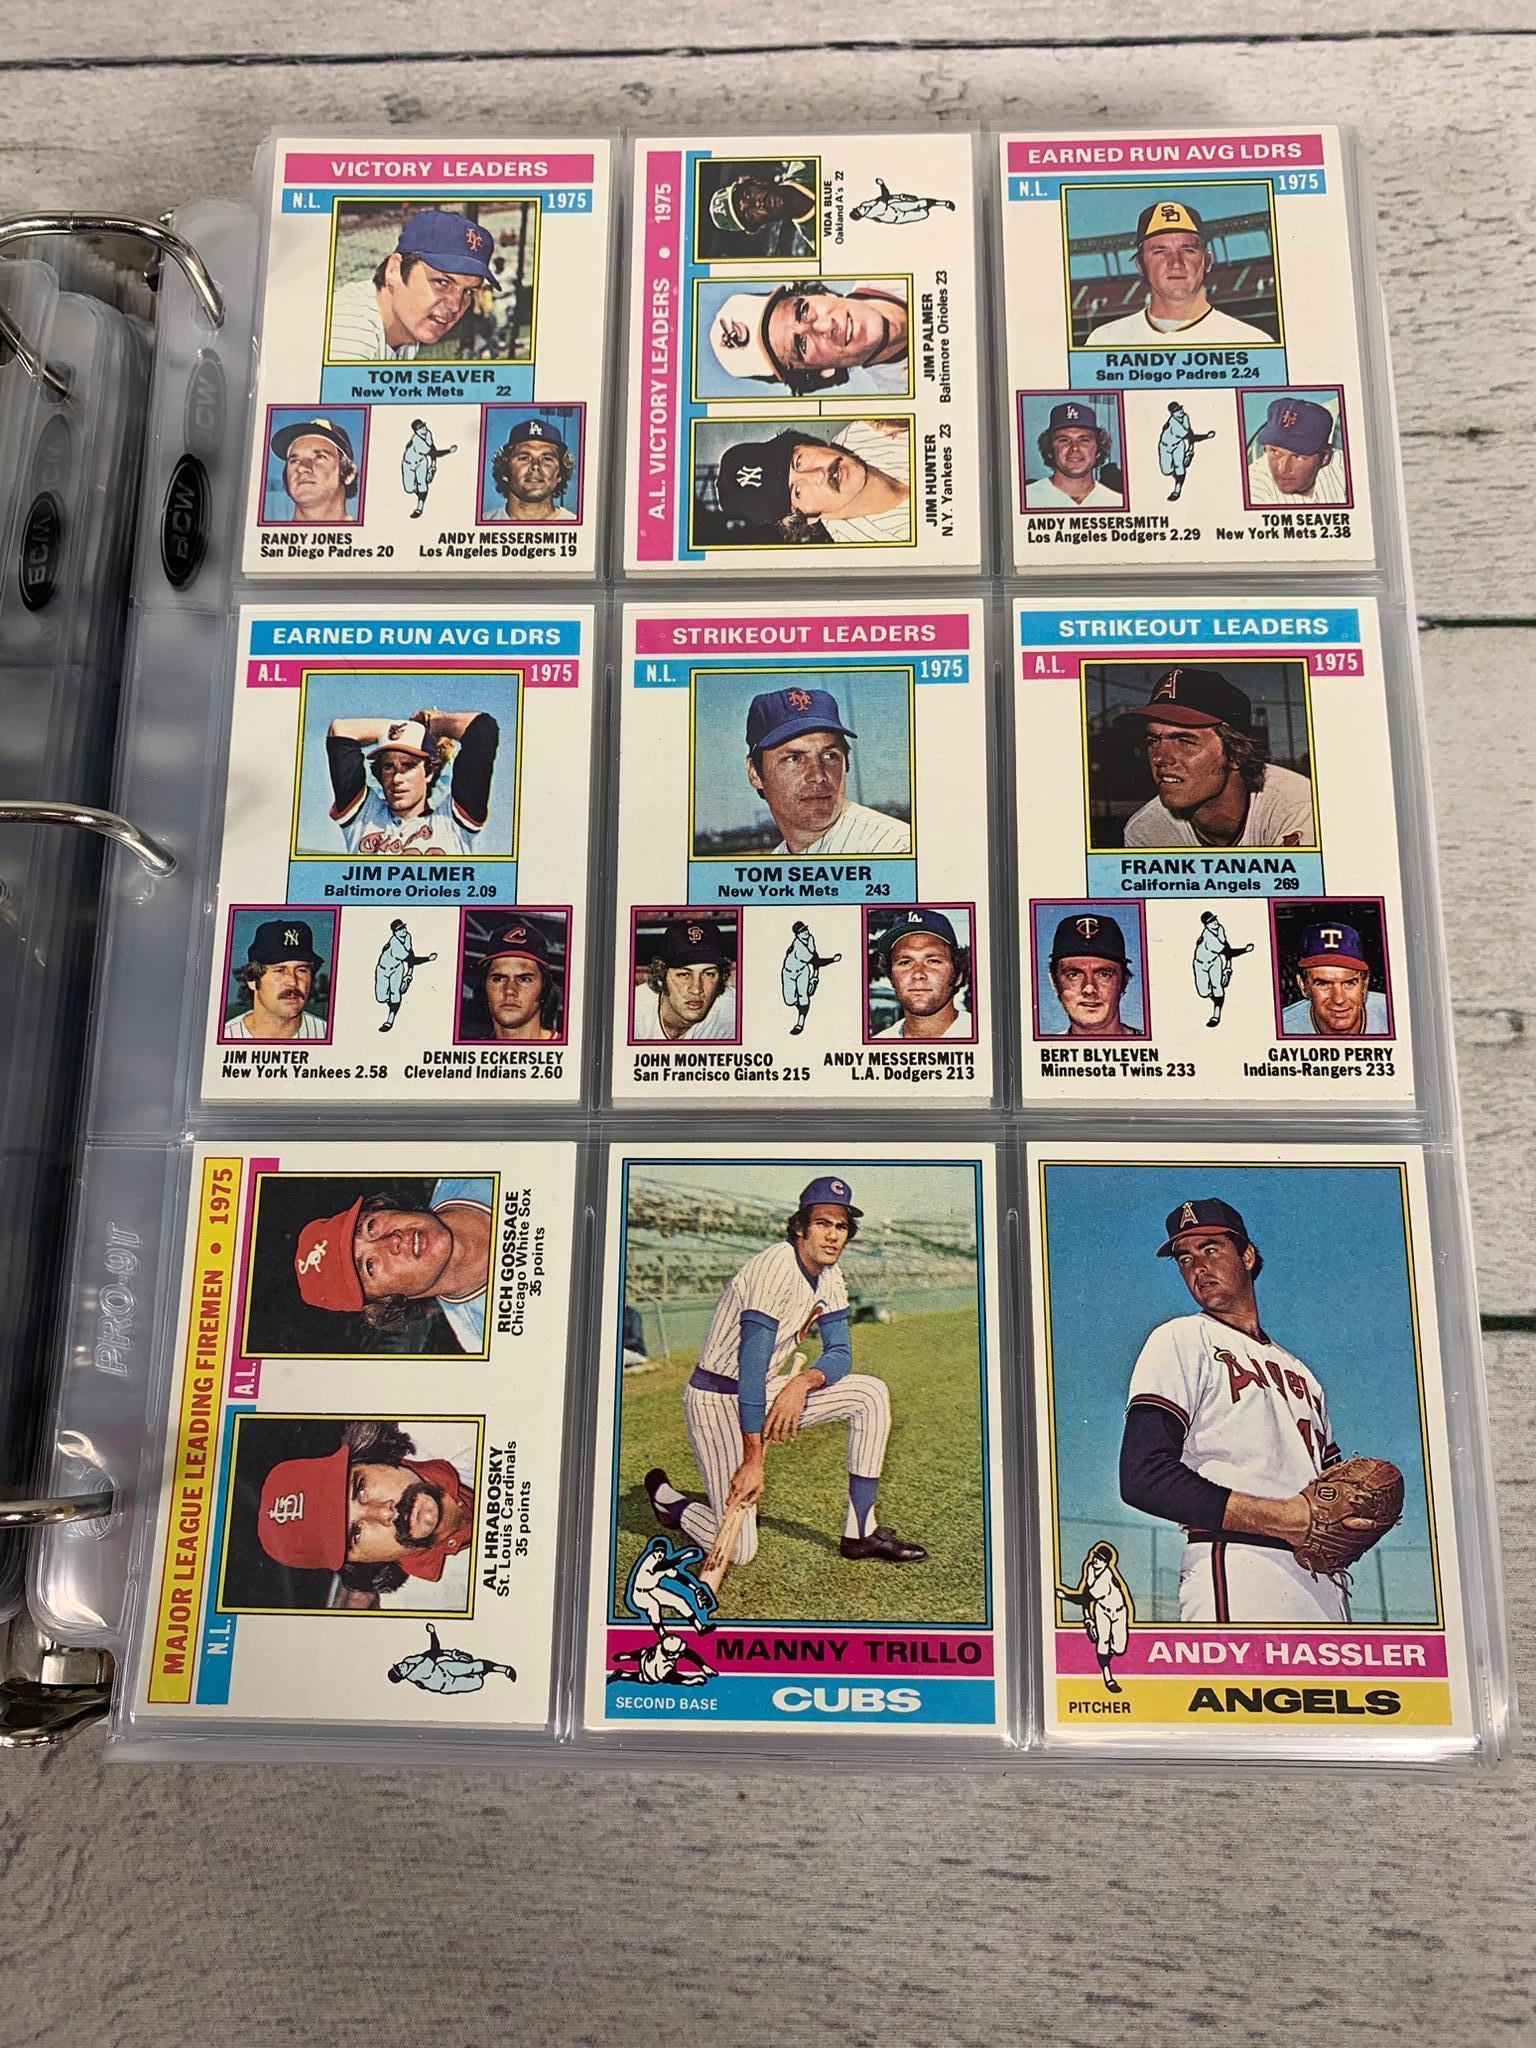 VICTORY LEADERS
N.L. 1975
TOM SEAVER
New York Mets 22
RANDY JONES
San Diego Padres 20
ANDY MESSERSMITH
Los Angeles Dodgers 19
A.L. VICTORY LEADERS • 1975
JIM HUNTER
N.Y. Yankees 23
JIM PALMER
Baltimore Orioles 23
VIDA BLUE
Oakland A's 22
EARNED RUN AVG LDRS
N.L. 1975
RANDY JONES
San Diego Padres 2.24
ANDY MESSERSMITH
Los Angeles Dodgers 2.29
TOM SEAVER
New York Mets 2.38
EARNED RUN AVG LDRS
A.L. 1975
JIM PALMER
Baltimore Orioles 2.09
JIM HUNTER
New York Yankees 2.58
DENNIS ECKERSLEY
Cleveland Indians 2.60
STRIKEOUT LEADERS
N.L. 1975
TOM SEAVER
New York Mets 243
JOHN MONTEFUSCO
San Francisco Giants 215
ANDY MESSERSMITH
L.A. Dodgers 213
STRIKEOUT LEADERS
A.L. 1975
FRANK TANANA
California Angels 269
BERT BLYLEVEN
Minnesota Twins 233
GAYLORD PERRY
Indians-Rangers 233
MAJOR LEAGUE LEADING FIREMEN • 1975
N.L.
AL HRABOSKY
St. Louis Cardinals
35 points
A.L.
RICH GOSSAGE
Chicago White Sox
35 points
MANNY TRILLO
SECOND BASE CUBS
Angels
ANDY HASSLER
PITCHER ANGELS
BCW
BCW
PRO-9T